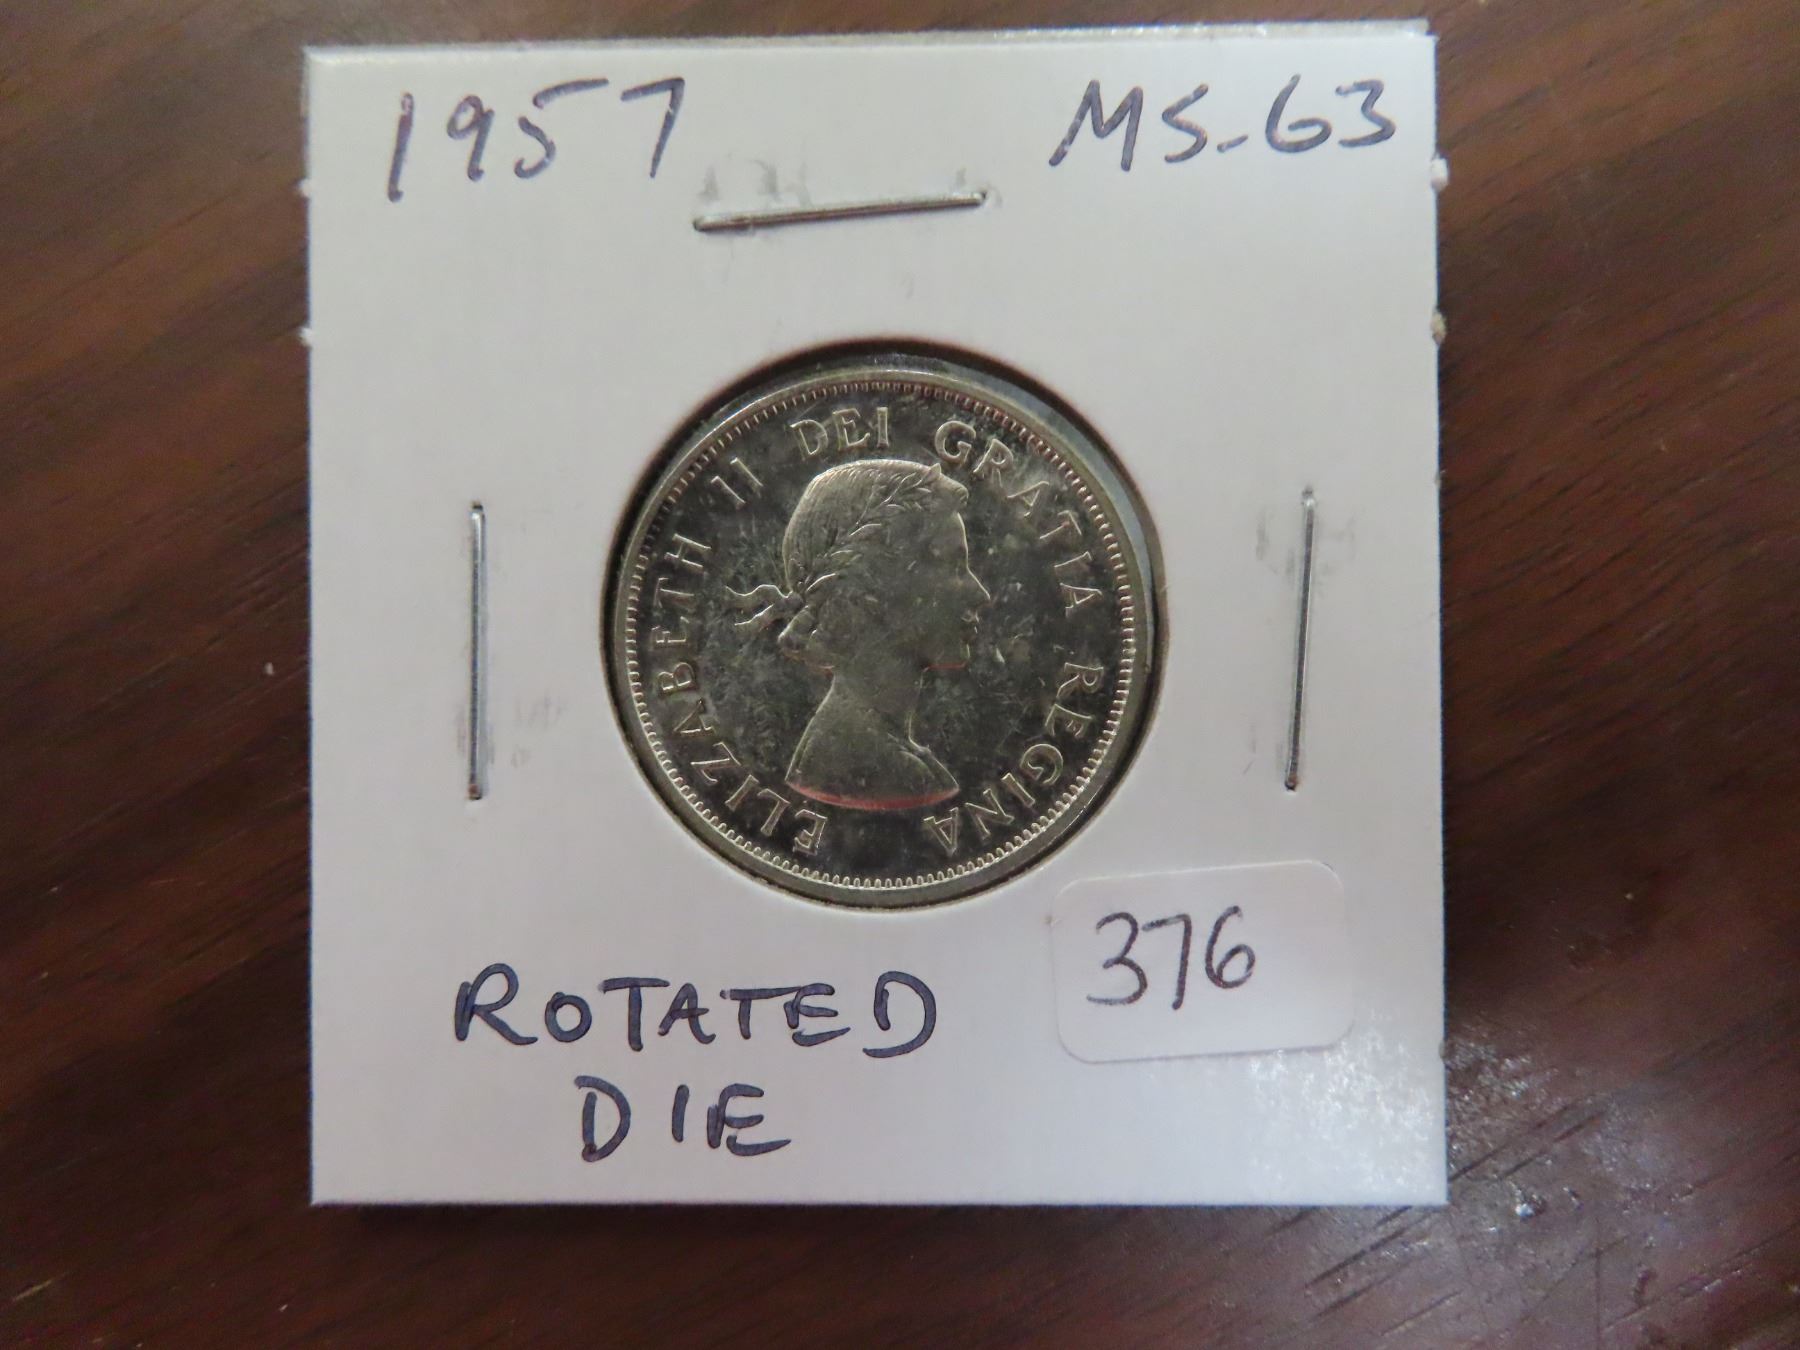 1957 MS-63
ELIZABETH II DEI GRATIA REGINA
376
ROTATED
DIE